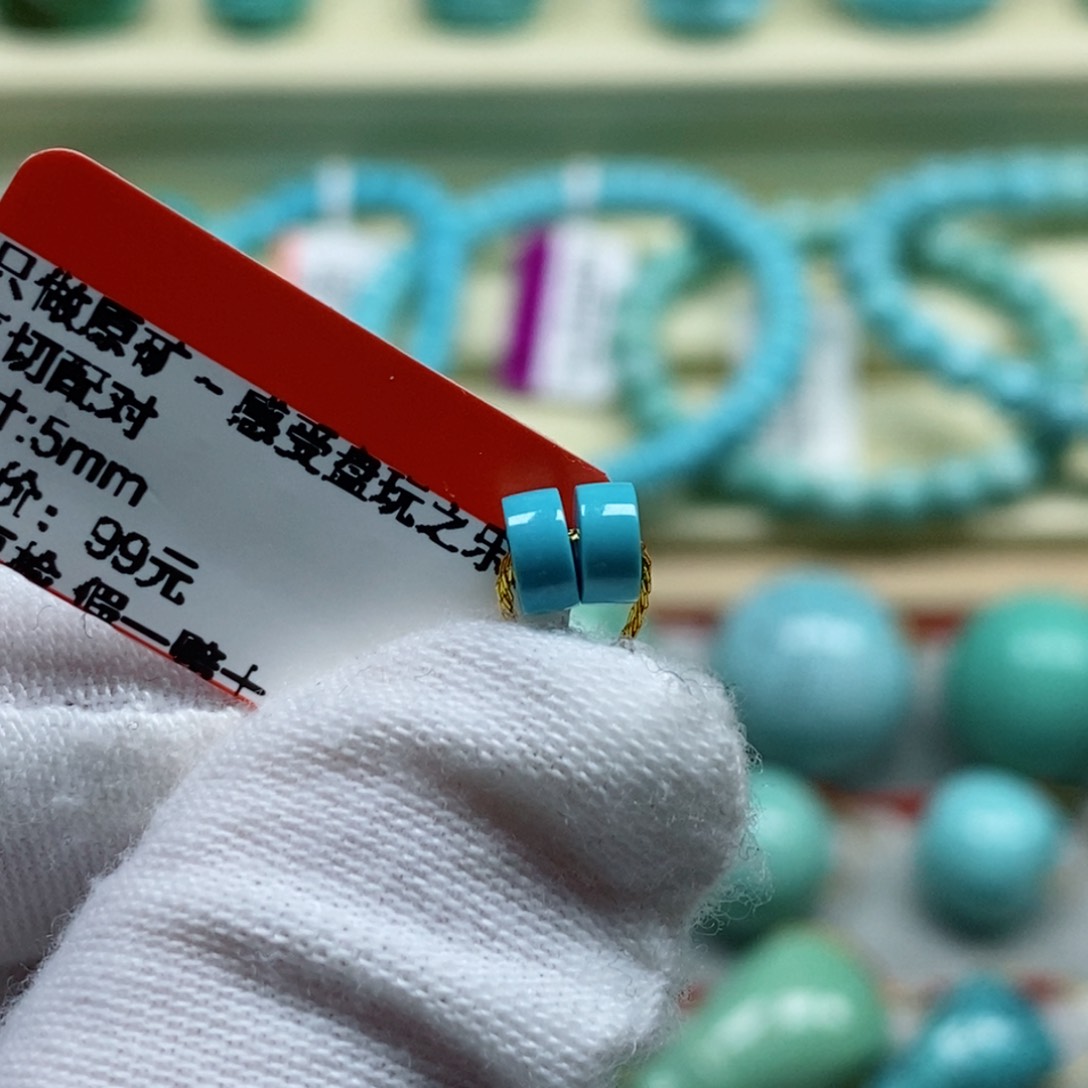 只做原矿~感受盘玩之乐
切配对
寸:5mm
价: 99元
检 假一赔十